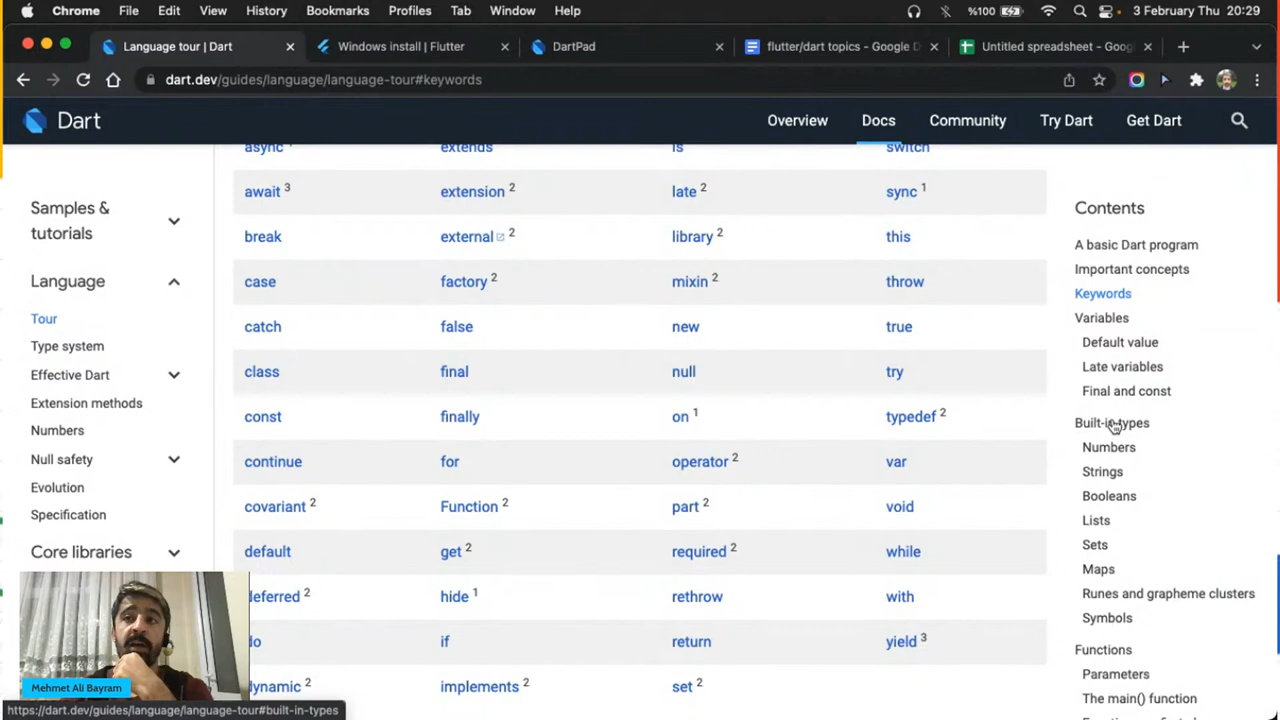 Chrome File Edit View History Bookmarks Profiles Tab Window Help %100 3 February Thu 20:29
Language tour | Dart Windows install | Flutter DartPad flutter/dart topics - Google D Untitled spreadsheet - Goog
dart.dev/guides/language/language-tour#keywords
Dart Overview Docs Community Try Dart Get Dart
Samples &
tutorials
Language
Tour
Type system
Effective Dart
Extension methods
Numbers
Null safety
Evolution
Specification
Core libraries
async extends is switch
await 3 extension 2 late 2 sync 1
break external 2 library 2 this
case factory 2 mixin 2 throw
catch false new true
class final null try
const finally on 1 typedef 2
continue for operator 2 var
covariant 2 Function 2 part 2 void
default get 2 required 2 while
deferred 2 hide 1 rethrow with
do if return yield 3
dynamic 2 implements 2 set 2
Contents
A basic Dart program
Important concepts
Keywords
Variables
Default value
Late variables
Final and const
Built-in types
Numbers
Strings
Booleans
Lists
Sets
Maps
Runes and grapheme clusters
Symbols
Functions
Parameters
The main() function
Mehmet Ali Bayram
https://dart.dev/guides/language/language-tour#built-in-types